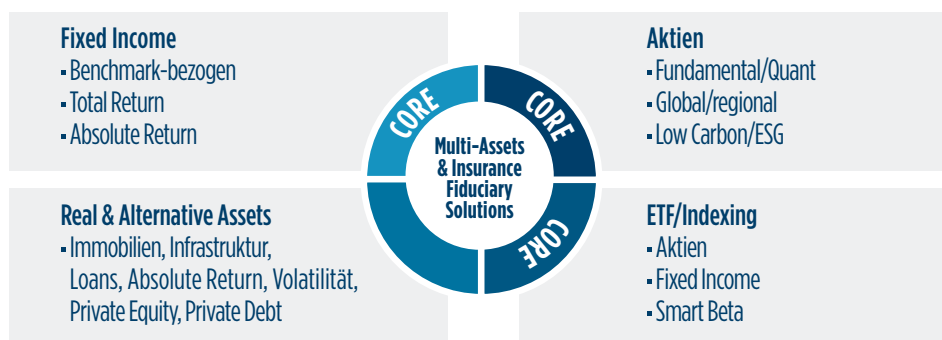 Fixed Income
▪ Benchmark-bezogen
▪ Total Return
▪ Absolute Return
Aktien
▪ Fundamental/Quant
▪ Global/regional
▪ Low Carbon/ESG
CORE
CORE
Multi-Assets
& Insurance
Fiduciary
Solutions
CORE
Real & Alternative Assets
▪ Immobilien, Infrastruktur,
Loans, Absolute Return, Volatilität,
Private Equity, Private Debt
ETF/Indexing
▪ Aktien
▪ Fixed Income
▪ Smart Beta